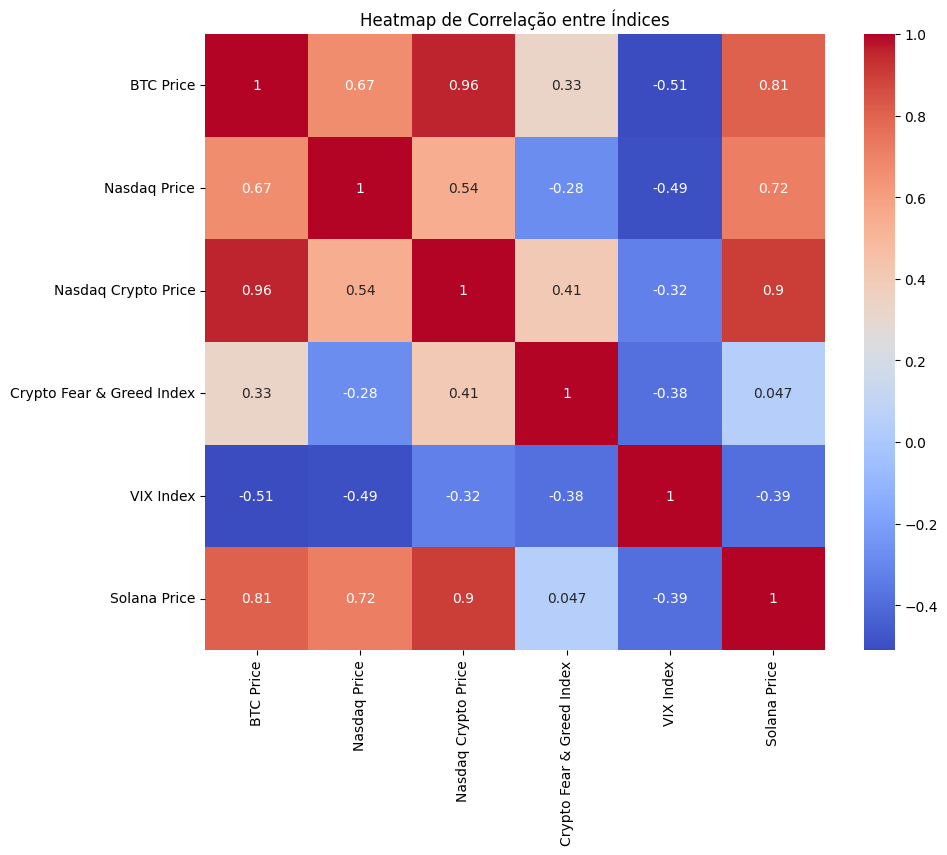 Heatmap de Correlação entre Índices
BTC Price 1 0.67 0.96 0.33 -0.51 0.81
Nasdaq Price 0.67 1 0.54 -0.28 -0.49 0.72
Nasdaq Crypto Price 0.96 0.54 1 0.41 -0.32 0.9
Crypto Fear & Greed Index 0.33 -0.28 0.41 1 -0.38 0.047
VIX Index -0.51 -0.49 -0.32 -0.38 1 -0.39
Solana Price 0.81 0.72 0.9 0.047 -0.39 1
BTC Price
Nasdaq Price
Nasdaq Crypto Price
Crypto Fear & Greed Index
VIX Index
Solana Price
1.0
0.8
0.6
0.4
0.2
0.0
−0.2
−0.4